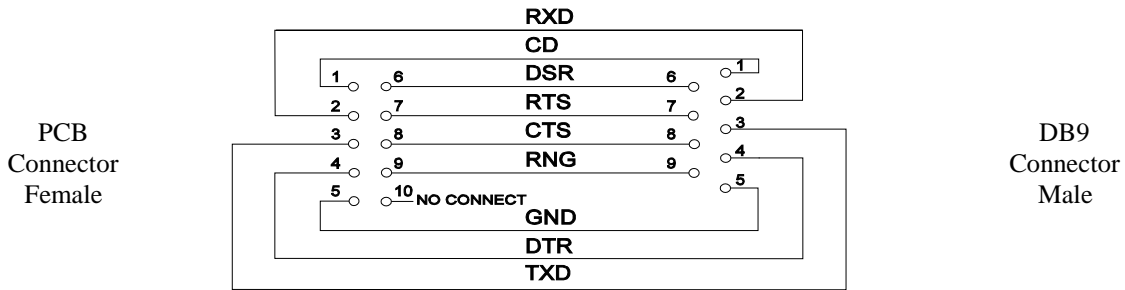 RXD
CD
1 6 DSR 6 1
2 7 RTS 7 2
3 8 CTS 8 3
4 9 RNG 9 4
5 10 NO CONNECT 5
GND
DTR
TXD
PCB
Connector
Female
DB9
Connector
Male